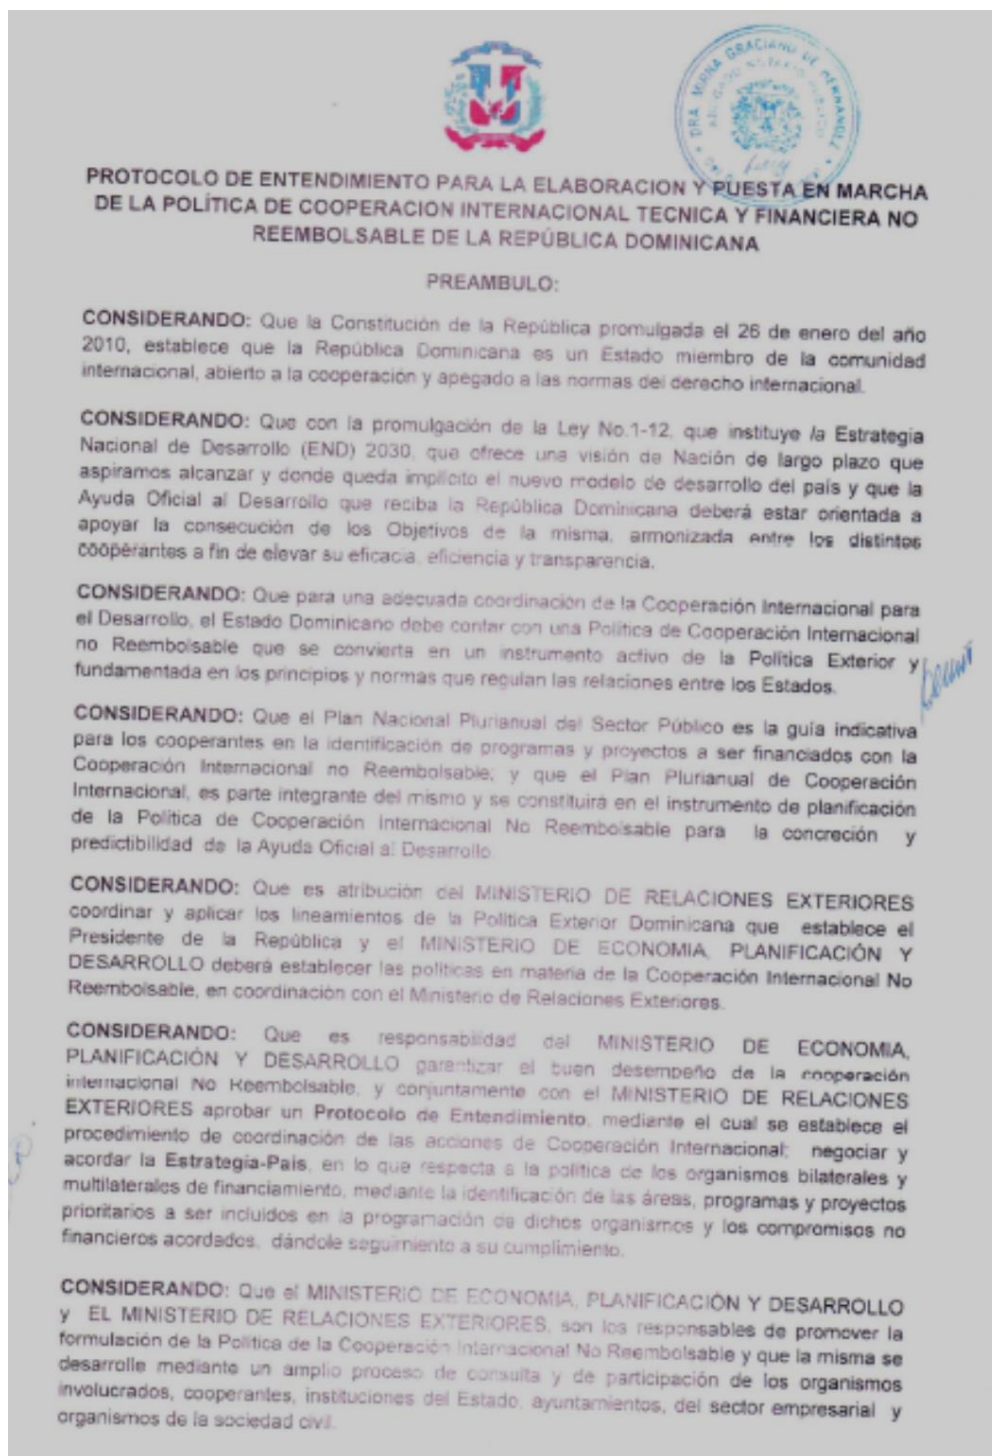 DRA. MIRNA GRACIANO DE HERNANDEZ
ABOGADO NOTARIO PUBLICO
PROTOCOLO DE ENTENDIMIENTO PARA LA ELABORACION Y PUESTA EN MARCHA
DE LA POLÍTICA DE COOPERACION INTERNACIONAL TECNICA Y FINANCIERA NO
REEMBOLSABLE DE LA REPÚBLICA DOMINICANA
PREAMBULO:
CONSIDERANDO: Que la Constitución de la República promulgada el 26 de enero del año
2010, establece que la República Dominicana es un Estado miembro de la comunidad
internacional, abierto a la cooperación y apegado a las normas del derecho internacional.
CONSIDERANDO: Que con la promulgación de la Ley No.1-12, que instituye la Estrategia
Nacional de Desarrollo (END) 2030, que ofrece una visión de Nación de largo plazo que
aspiramos alcanzar y donde queda implícito el nuevo modelo de desarrollo del país y que la
Ayuda Oficial al Desarrollo que reciba la República Dominicana deberá estar orientada a
apoyar la consecución de los Objetivos de la misma, armonizada entre los distintos
cooperantes a fin de elevar su eficacia, eficiencia y transparencia.
CONSIDERANDO: Que para una adecuada coordinación de la Cooperación Internacional para
el Desarrollo, el Estado Dominicano debe contar con una Política de Cooperación Internacional
no Reembolsable que se convierta en un instrumento activo de la Política Exterior y
fundamentada en los principios y normas que regulan las relaciones entre los Estados.
CONSIDERANDO: Que el Plan Nacional Plurianual del Sector Público es la guía indicativa
para los cooperantes en la identificación de programas y proyectos a ser financiados con la
Cooperación Internacional no Reembolsable; y que el Plan Plurianual de Cooperación
Internacional, es parte integrante del mismo y se constituirá en el instrumento de planificación
de la Política de Cooperación Internacional No Reembolsable para la concreción y
predictibilidad de la Ayuda Oficial al Desarrollo.
CONSIDERANDO: Que es atribución del MINISTERIO DE RELACIONES EXTERIORES
coordinar y aplicar los lineamientos de la Política Exterior Dominicana que establece el
Presidente de la República y el MINISTERIO DE ECONOMIA, PLANIFICACIÓN Y
DESARROLLO deberá establecer las políticas en materia de la Cooperación Internacional No
Reembolsable, en coordinación con el Ministerio de Relaciones Exteriores.
CONSIDERANDO: Que es responsabilidad del MINISTERIO DE ECONOMIA,
PLANIFICACIÓN Y DESARROLLO garantizar el buen desempeño de la cooperación
internacional No Reembolsable, y conjuntamente con el MINISTERIO DE RELACIONES
EXTERIORES aprobar un Protocolo de Entendimiento, mediante el cual se establece el
procedimiento de coordinación de las acciones de Cooperación Internacional; negociar y
acordar la Estrategia-País, en lo que respecta a la política de los organismos bilaterales y
multilaterales de financiamiento, mediante la identificación de las áreas, programas y proyectos
prioritarios a ser incluidos en la programación de dichos organismos y los compromisos no
financieros acordados, dándole seguimiento a su cumplimiento.
CONSIDERANDO: Que el MINISTERIO DE ECONOMIA, PLANIFICACIÓN Y DESARROLLO
y EL MINISTERIO DE RELACIONES EXTERIORES, son los responsables de promover la
formulación de la Política de la Cooperación Internacional No Reembolsable y que la misma se
desarrolle mediante un amplio proceso de consulta y de participación de los organismos
involucrados, cooperantes, instituciones del Estado, ayuntamientos, del sector empresarial y
organismos de la sociedad civil.